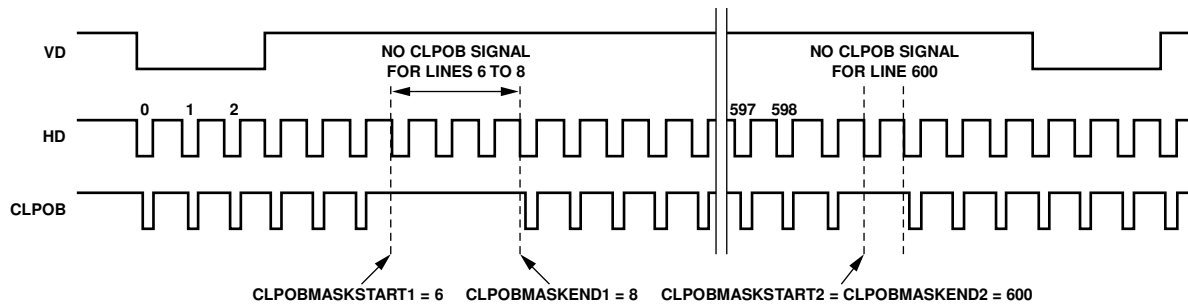 VD
NO CLPOB SIGNAL
FOR LINES 6 TO 8
NO CLPOB SIGNAL
FOR LINE 600
0 1 2 597 598
HD
CLPOB
CLPOBMASKSTART1 = 6 CLPOBMASKEND1 = 8 CLPOBMASKSTART2 = CLPOBMASKEND2 = 600